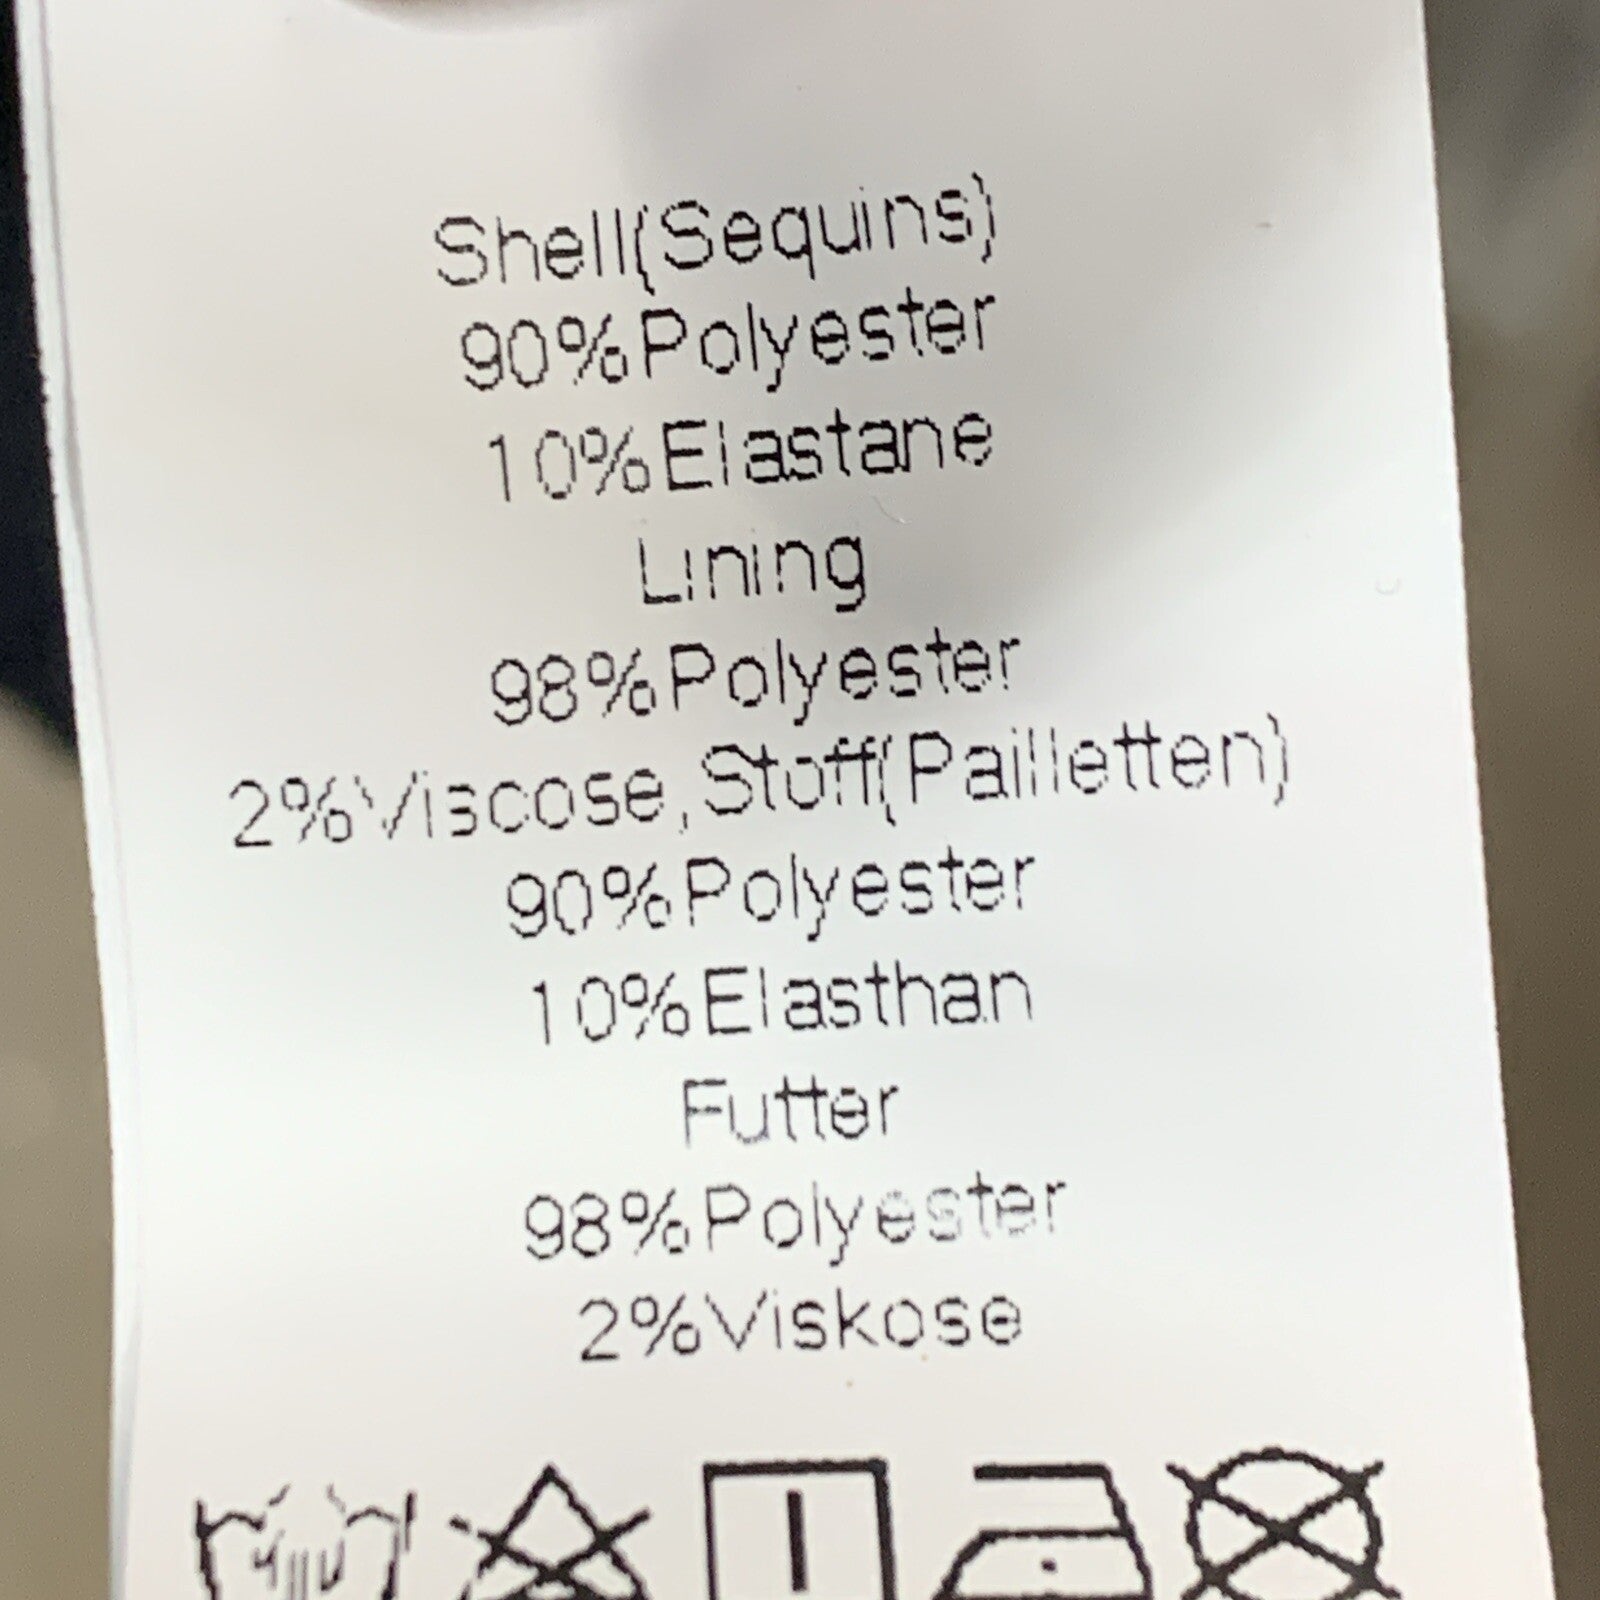 Shell(Sequins)
90%Polyester
10%Elastane
Lining
98%Polyester
2%Viscose,Stoff(Pailletten)
90%Polyester
10%Elasthan
Futter
98%Polyester
2%Viskose